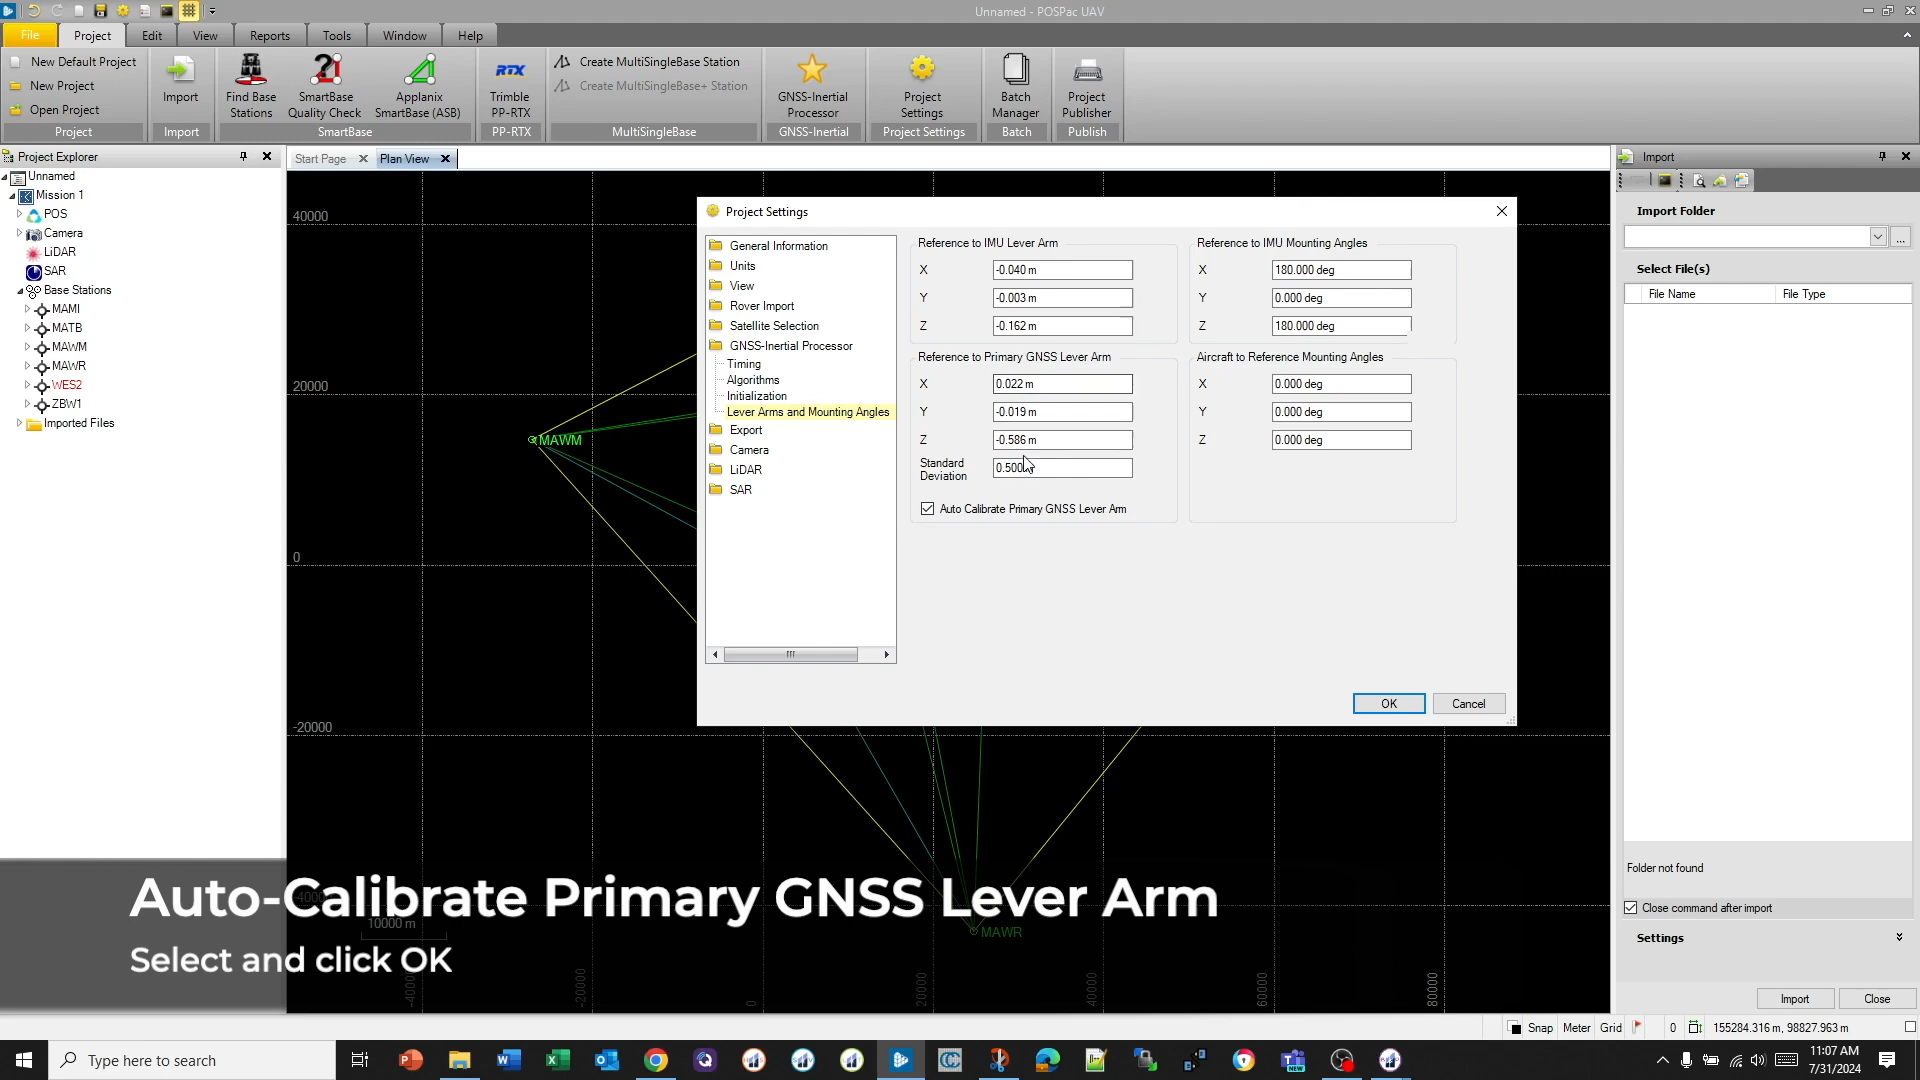 Unnamed - POSPac UAV
File
Project
Edit
View
Reports
Tools
Window
Help
New Default Project
New Project
Open Project
Project
Import
Import
Find Base
Stations
SmartBase
Quality Check
Applanix
SmartBase (ASB)
SmartBase
RTX
Trimble
PP-RTX
PP-RTX
Create MultiSingleBase Station
Create MultiSingleBase+ Station
MultiSingleBase
GNSS-Inertial
Processor
GNSS-Inertial
Project
Settings
Project Settings
Batch
Manager
Batch
Project
Publisher
Publish
Project Explorer
Unnamed
Mission 1
POS
Camera
LiDAR
SAR
Base Stations
MAMI
MATB
MAWM
MAWR
WES2
ZBW1
Imported Files
Start Page
Plan View
40000
20000
0
-20000
-40000
MAWM
MAWR
10000 m
-40000
-20000
0
20000
40000
60000
80000
Project Settings
General Information
Units
View
Rover Import
Satellite Selection
GNSS-Inertial Processor
Timing
Algorithms
Initialization
Lever Arms and Mounting Angles
Export
Camera
LiDAR
SAR
Reference to IMU Lever Arm
X -0.040 m
Y -0.003 m
Z -0.162 m
Reference to IMU Mounting Angles
X 180.000 deg
Y 0.000 deg
Z 180.000 deg
Reference to Primary GNSS Lever Arm
X 0.022 m
Y -0.019 m
Z -0.586 m
Standard
Deviation
0.500
Auto Calibrate Primary GNSS Lever Arm
Aircraft to Reference Mounting Angles
X 0.000 deg
Y 0.000 deg
Z 0.000 deg
OK
Cancel
Import
Import Folder
...
Select File(s)
File Name
File Type
Folder not found
Close command after import
Settings
Import
Close
Auto-Calibrate Primary GNSS Lever Arm
Select and click OK
Snap
Meter
Grid
0
155284.316 m, 98827.963 m
Type here to search
11:07 AM
7/31/2024